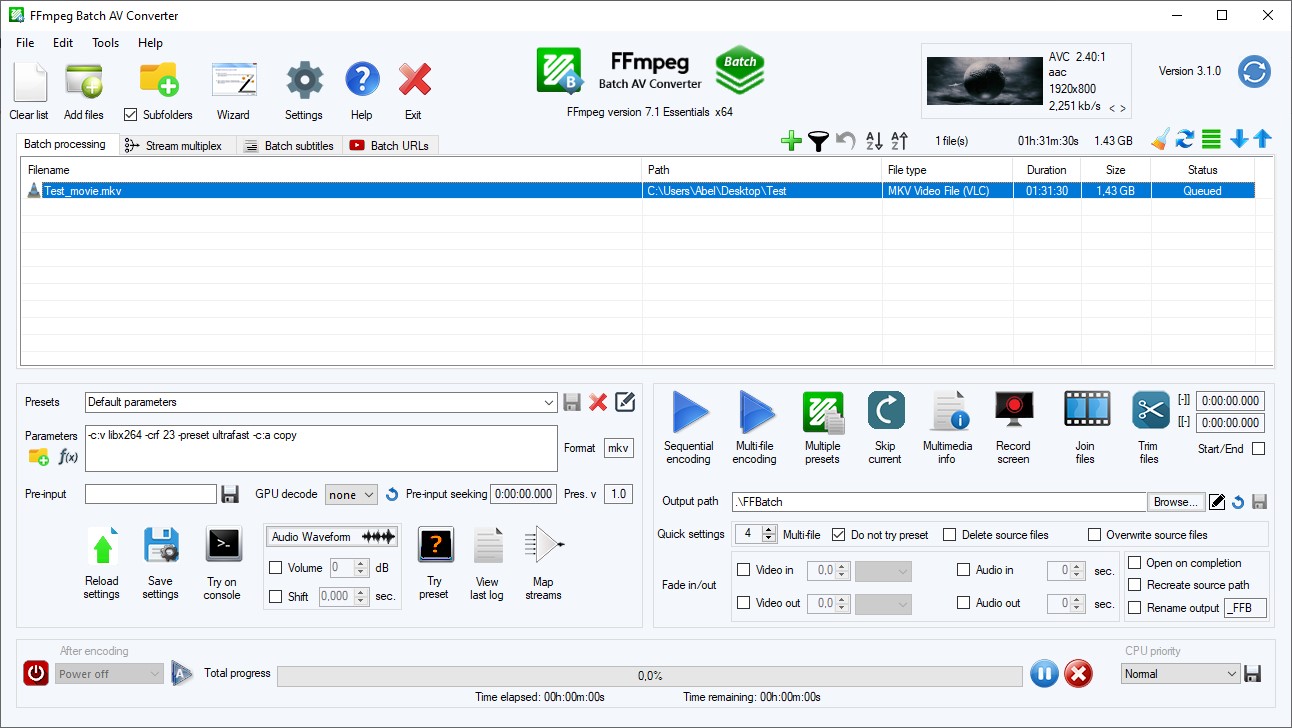 FFmpeg Batch AV Converter
File Edit Tools Help
FFmpeg
Batch AV Converter
Batch
FFmpeg version 7.1 Essentials x64
AVC 2.40:1
aac
1920x800
2,251 kb/s < >
Version 3.1.0
Clear list Add files Subfolders Wizard Settings Help Exit
Batch processing Stream multiplex Batch subtitles Batch URLs
1 file(s) 01h:31m:30s 1.43 GB
Filename Path File type Duration Size Status
Test_movie.mkv C:\Users\Abel\Desktop\Test MKV Video File (VLC) 01:31:30 1,43 GB Queued
Presets Default parameters
Parameters -c:v libx264 -crf 23 -preset ultrafast -c:a copy
f(x)
Format mkv
Pre-input GPU decode none Pre-input seeking 0:00:00.000 Pres. v 1.0
Reload settings
Save settings
Try on console
Audio Waveform
Volume 0 dB
Shift 0,000 sec.
Try preset
View last log
Map streams
Sequential encoding
Multi-file encoding
Multiple presets
Skip current
Multimedia info
Record screen
Join files
Trim files
[-]] 0:00:00.000
[[-] 0:00:00.000
Start/End
Output path .\FFBatch Browse...
Quick settings 4 Multi-file Do not try preset Delete source files Overwrite source files
Fade in/out
Video in 0,0 Audio in 0 sec.
Video out 0,0 Audio out 0 sec.
Open on completion
Recreate source path
Rename output _FFB
After encoding
Power off
A
Total progress 0,0%
Time elapsed: 00h:00m:00s Time remaining: 00h:00m:00s
CPU priority
Normal